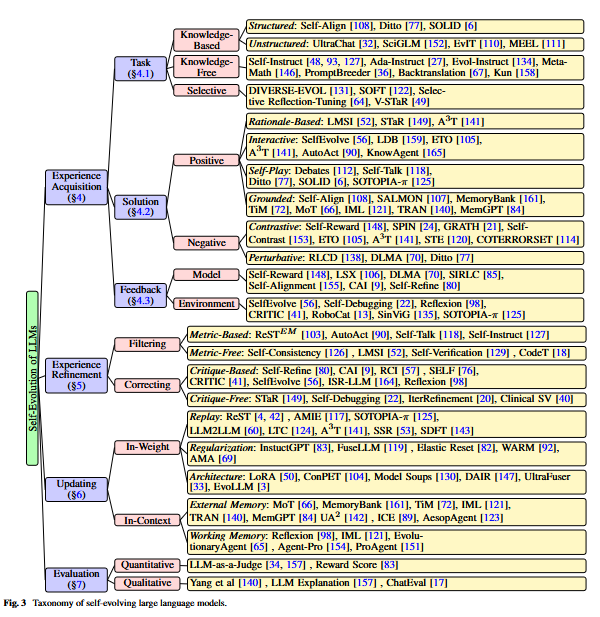 Self-Evolution of LLMs
Experience
Acquisition
(§4)
Task
(§4.1)
Knowledge-
Based
Structured: Self-Align [108], Ditto [77], SOLID [6]
Unstructured: UltraChat [32], SciGLM [152], EvIT [110], MEEL [111]
Knowledge-
Free
Self-Instruct [48, 93, 127], Ada-Instruct [27], Evol-Instruct [134], Meta-
Math [146], PromptBreeder [36], Backtranslation [67], Kun [158]
Selective
DIVERSE-EVOL [131], SOFT [122], Selec-
tive Reflection-Tuning [64], V-STaR [49]
Solution
(§4.2)
Positive
Rationale-Based: LMSI [52], STaR [149], A³T [141]
Interactive: SelfEvolve [56], LDB [159], ETO [105],
A³T [141], AutoAct [90], KnowAgent [165]
Self-Play: Debates [112], Self-Talk [118],
Ditto [77], SOLID [6], SOTOPIA-π [125]
Grounded: Self-Align [108], SALMON [107], MemoryBank [161],
TiM [72], MoT [66], IML [121], TRAN [140], MemGPT [84]
Negative
Contrastive: Self-Reward [148], SPIN [24], GRATH [21], Self-
Contrast [153], ETO [105], A³T [141], STE [120], COTERRORSET [114]
Perturbative: RLCD [138], DLMA [70], Ditto [77]
Feedback
(§4.3)
Model
Self-Reward [148], LSX [106], DLMA [70], SIRLC [85],
Self-Alignment [155], CAI [9], Self-Refine [80]
Environment
SelfEvolve [56], Self-Debugging [22], Reflexion [98],
CRITIC [41], RoboCat [13], SinViG [135], SOTOPIA-π [125]
Experience
Refinement
(§5)
Filtering
Metric-Based: ReST^EM [103], AutoAct [90], Self-Talk [118], Self-Instruct [127]
Metric-Free: Self-Consistency [126] , LMSI [52], Self-Verification [129] , CodeT [18]
Correcting
Critique-Based: Self-Refine [80], CAI [9], RCI [57] , SELF [76],
CRITIC [41], SelfEvolve [56], ISR-LLM [164], Reflexion [98]
Critique-Free: STaR [149], Self-Debugging [22], IterRefinement [20], Clinical SV [40]
Updating
(§6)
In-Weight
Replay: ReST [4, 42] , AMIE [117], SOTOPIA-π [125],
LLM2LLM [60], LTC [124], A³T [141], SSR [53], SDFT [143]
Regularization: InstuctGPT [83], FuseLLM [119] , Elastic Reset [82], WARM [92],
AMA [69]
Architecture: LoRA [50], ConPET [104], Model Soups [130], DAIR [147], UltraFuser
[33], EvoLLM [3]
In-Context
External Memory: MoT [66], MemoryBank [161], TiM [72], IML [121],
TRAN [140], MemGPT [84] UA² [142] , ICE [89], AesopAgent [123]
Working Memory: Reflexion [98], IML [121], Evolu-
tionaryAgent [65] , Agent-Pro [154], ProAgent [151]
Evaluation
(§7)
Quantitative
LLM-as-a-Judge [34, 157] , Reward Score [83]
Qualitative
Yang et al [140] , LLM Explanation [157] , ChatEval [17]
Fig. 3 Taxonomy of self-evolving large language models.